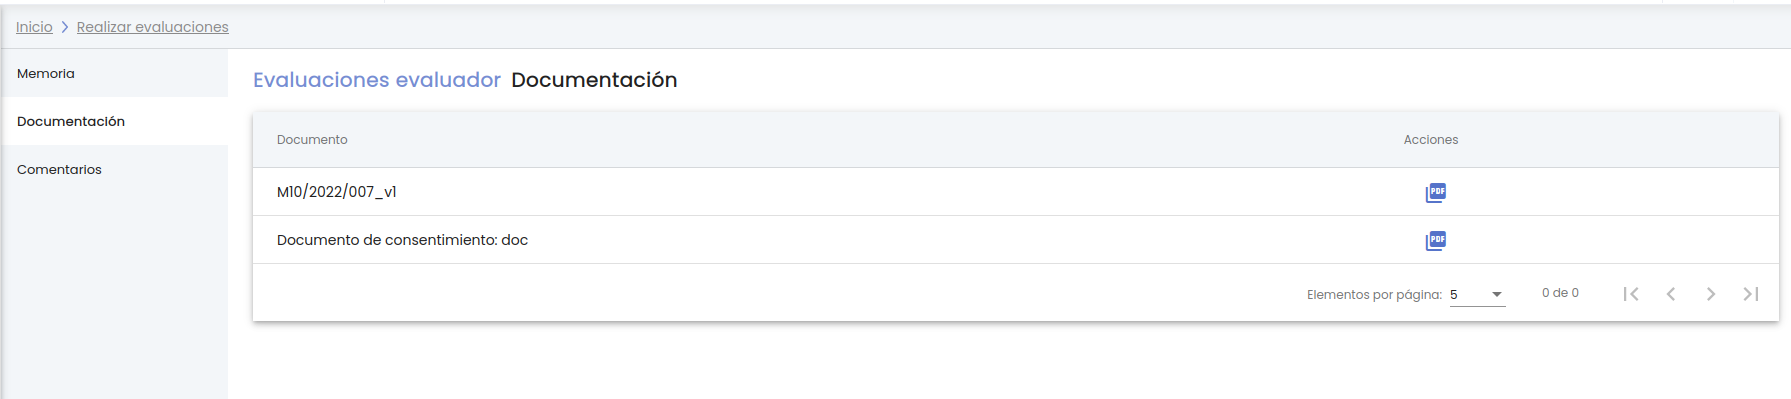 Inicio Realizar evaluaciones
Memoria
Documentación
Comentarios
Evaluaciones evaluador Documentación
Documento Acciones
M10/2022/007_v1 PDF
Documento de consentimiento: doc PDF
Elementos por página: 5 0 de 0